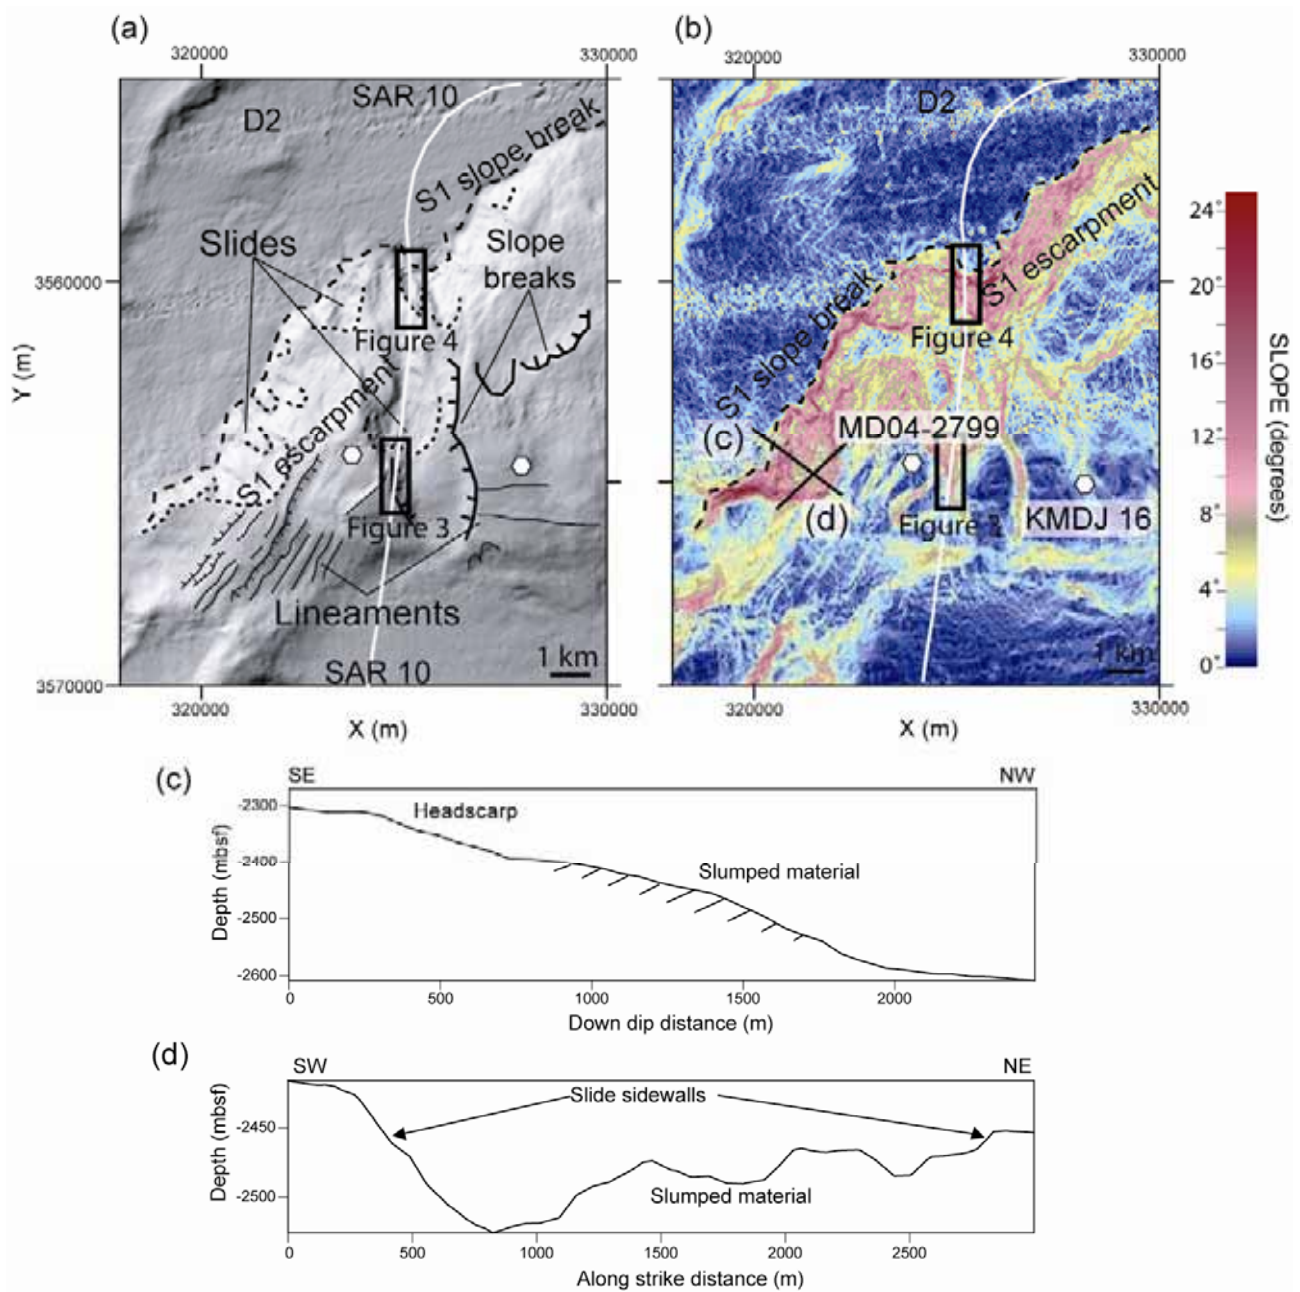 (a)
320000
330000
SAR 10
D2
S1 slope break
Slides
Slope
breaks
3560000
Figure 4
Y (m)
S1 escarpment
Figure 3
Lineaments
1 km
SAR 10
3570000
320000
330000
X (m)
(b)
320000
330000
D2
S1 escarpment
S1 slope break
Figure 4
(c)
MD04-2799
(d)
Figure 3
KMDJ 16
1 km
320000
330000
X (m)
24°
20°
16°
12°
8°
4°
0°
SLOPE (degrees)
(c)
SE
NW
Headscarp
Slumped material
-2300
-2400
-2500
-2600
Depth (mbsf)
0
500
1000
1500
2000
Down dip distance (m)
(d)
SW
NE
Slide sidewalls
Slumped material
-2450
-2500
Depth (mbsf)
0
500
1000
1500
2000
2500
Along strike distance (m)